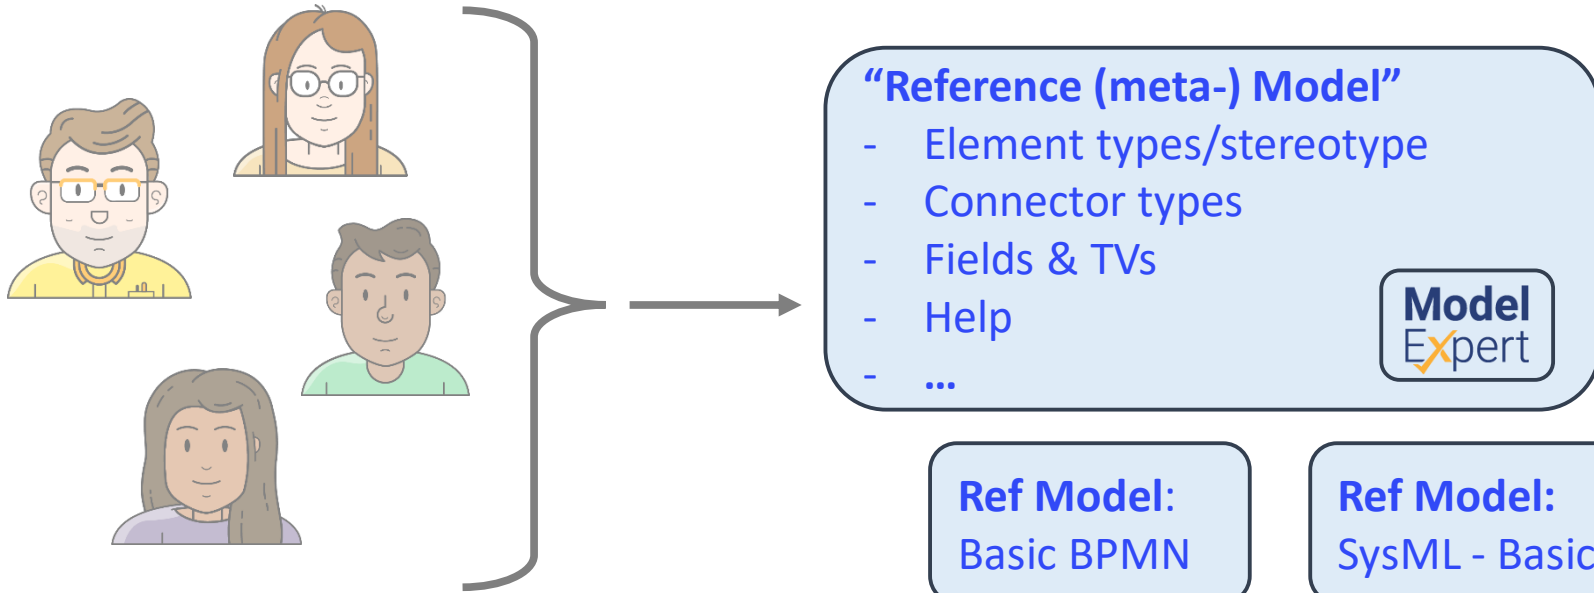 “Reference (meta-) Model”
- Element types/stereotype
- Connector types
- Fields & TVs
- Help
- ...
Model
Expert
Ref Model:
Basic BPMN
Ref Model:
SysML - Basic